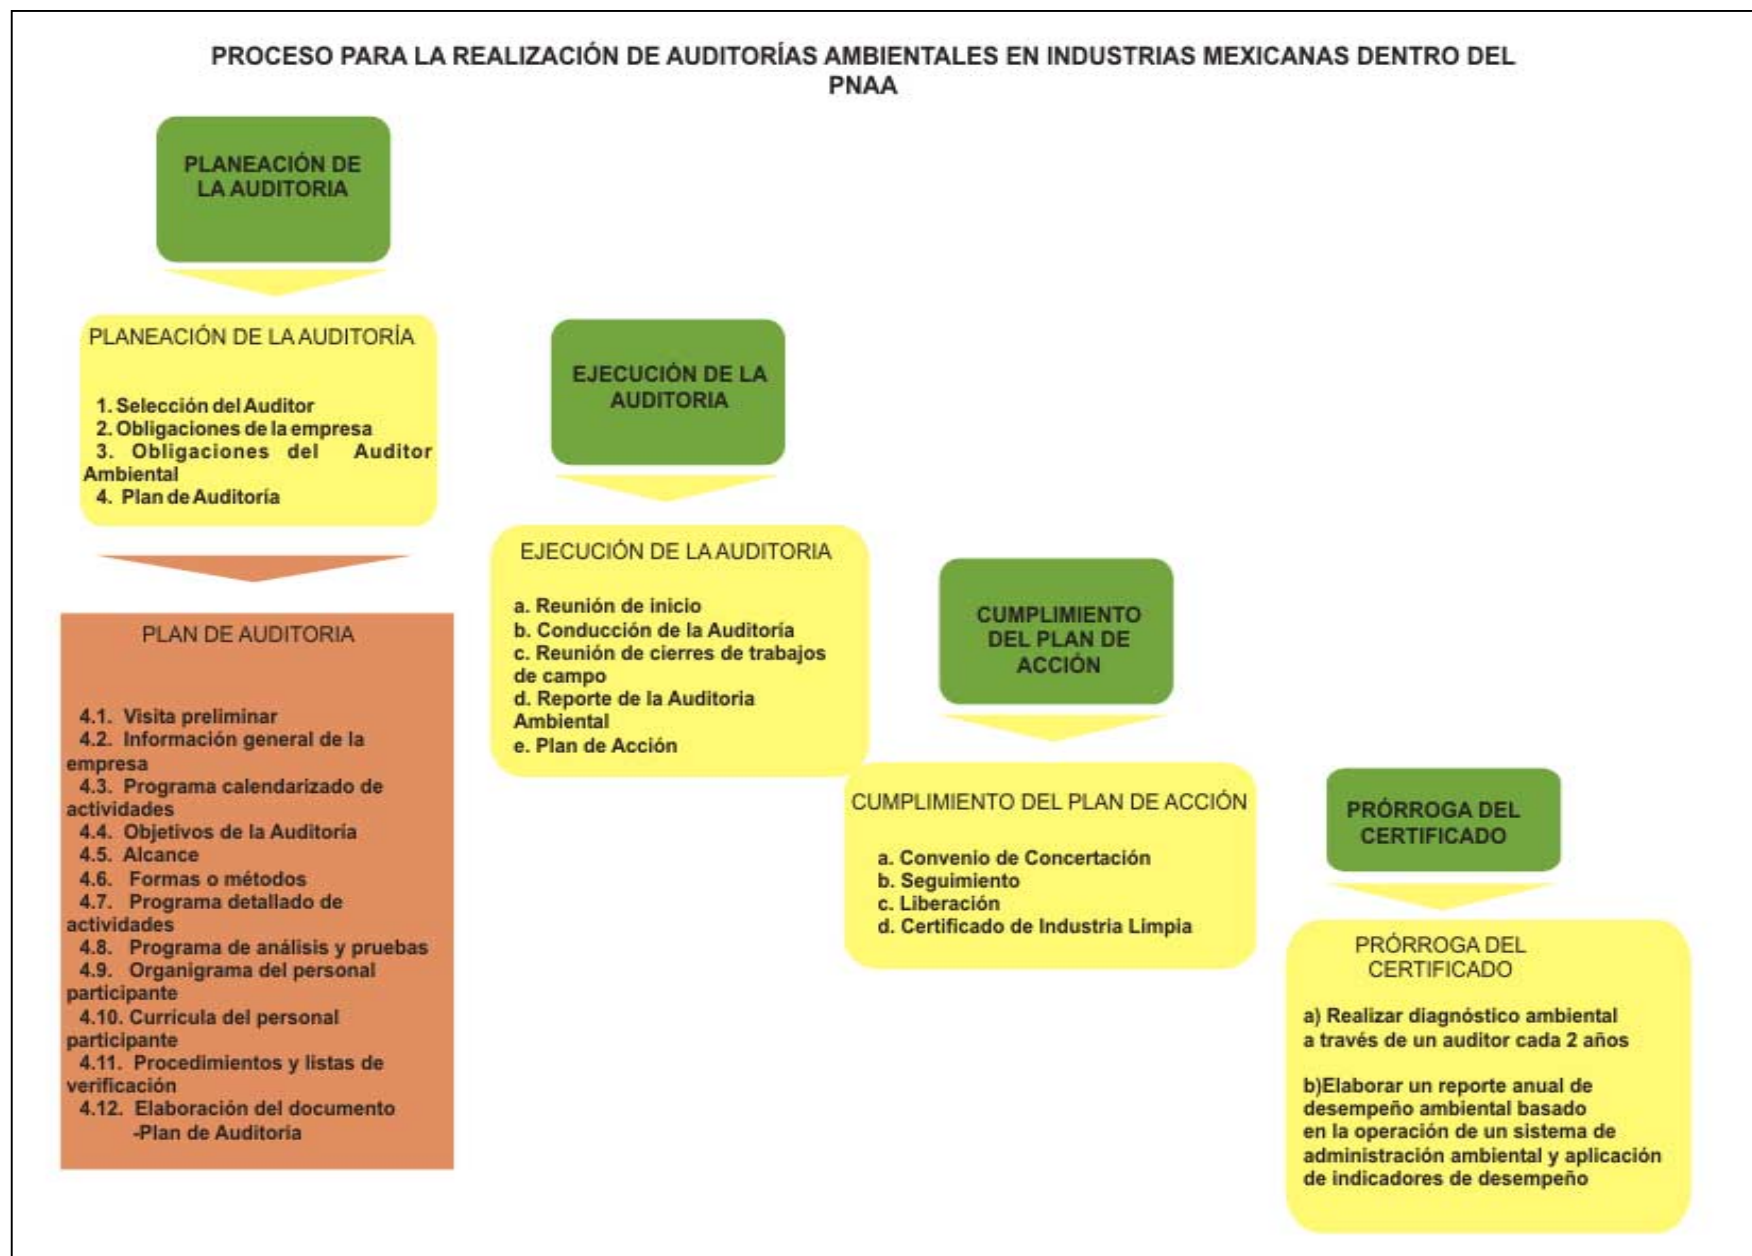 PROCESO PARA LA REALIZACIÓN DE AUDITORÍAS AMBIENTALES EN INDUSTRIAS MEXICANAS DENTRO DEL
PNAA
PLANEACIÓN DE
LA AUDITORIA
PLANEACIÓN DE LA AUDITORÍA
1. Selección del Auditor
2. Obligaciones de la empresa
3. Obligaciones del Auditor
Ambiental
4. Plan de Auditoría
PLAN DE AUDITORIA
4.1. Visita preliminar
4.2. Información general de la
empresa
4.3. Programa calendarizado de
actividades
4.4. Objetivos de la Auditoría
4.5. Alcance
4.6. Formas o métodos
4.7. Programa detallado de
actividades
4.8. Programa de análisis y pruebas
4.9. Organigrama del personal
participante
4.10. Currícula del personal
participante
4.11. Procedimientos y listas de
verificación
4.12. Elaboración del documento
-Plan de Auditoría
EJECUCIÓN DE LA
AUDITORIA
EJECUCIÓN DE LA AUDITORIA
a. Reunión de inicio
b. Conducción de la Auditoría
c. Reunión de cierres de trabajos
de campo
d. Reporte de la Auditoria
Ambiental
e. Plan de Acción
CUMPLIMIENTO
DEL PLAN DE
ACCIÓN
CUMPLIMIENTO DEL PLAN DE ACCIÓN
a. Convenio de Concertación
b. Seguimiento
c. Liberación
d. Certificado de Industria Limpia
PRÓRROGA DEL
CERTIFICADO
PRÓRROGA DEL
CERTIFICADO
a) Realizar diagnóstico ambiental
a través de un auditor cada 2 años
b)Elaborar un reporte anual de
desempeño ambiental basado
en la operación de un sistema de
administración ambiental y aplicación
de indicadores de desempeño